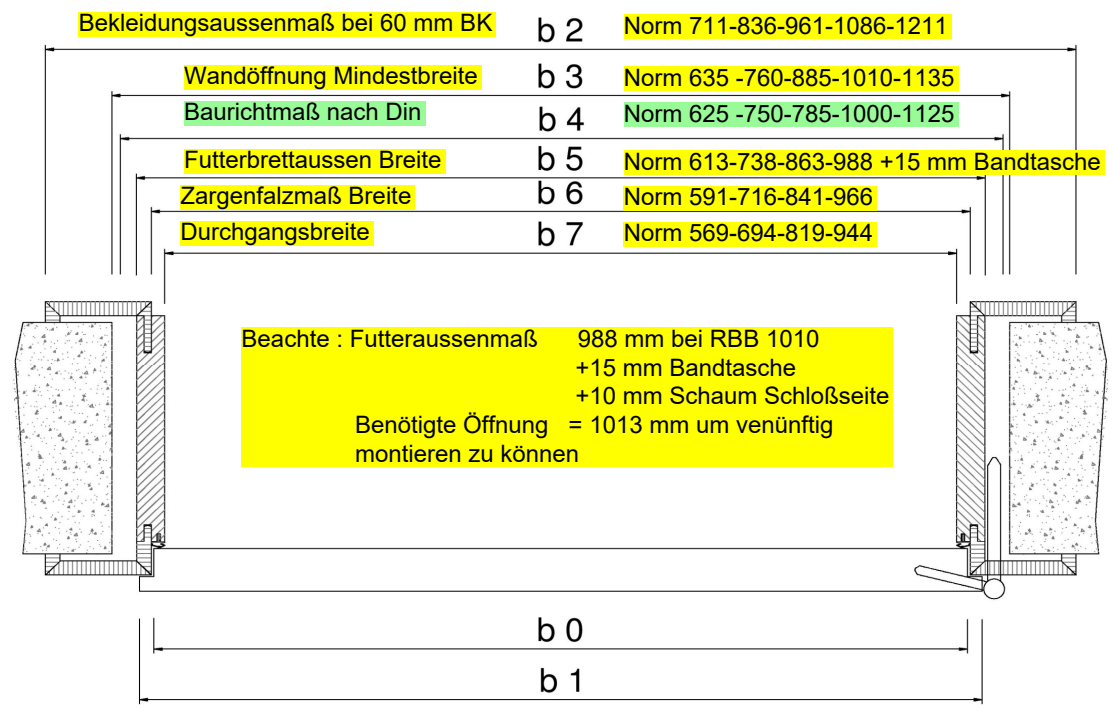 Bekleidungsaussenmaß bei 60 mm BK b 2 Norm 711-836-961-1086-1211
Wandöffnung Mindestbreite b 3 Norm 635 -760-885-1010-1135
Baurichtmaß nach Din b 4 Norm 625 -750-785-1000-1125
Futterbrettaussen Breite b 5 Norm 613-738-863-988 +15 mm Bandtasche
Zargenfalzmaß Breite b 6 Norm 591-716-841-966
Durchgangsbreite b 7 Norm 569-694-819-944
Beachte : Futteraussenmaß 988 mm bei RBB 1010
+15 mm Bandtasche
+10 mm Schaum Schloßseite
Benötigte Öffnung = 1013 mm um venünftig
montieren zu können
b 0
b 1